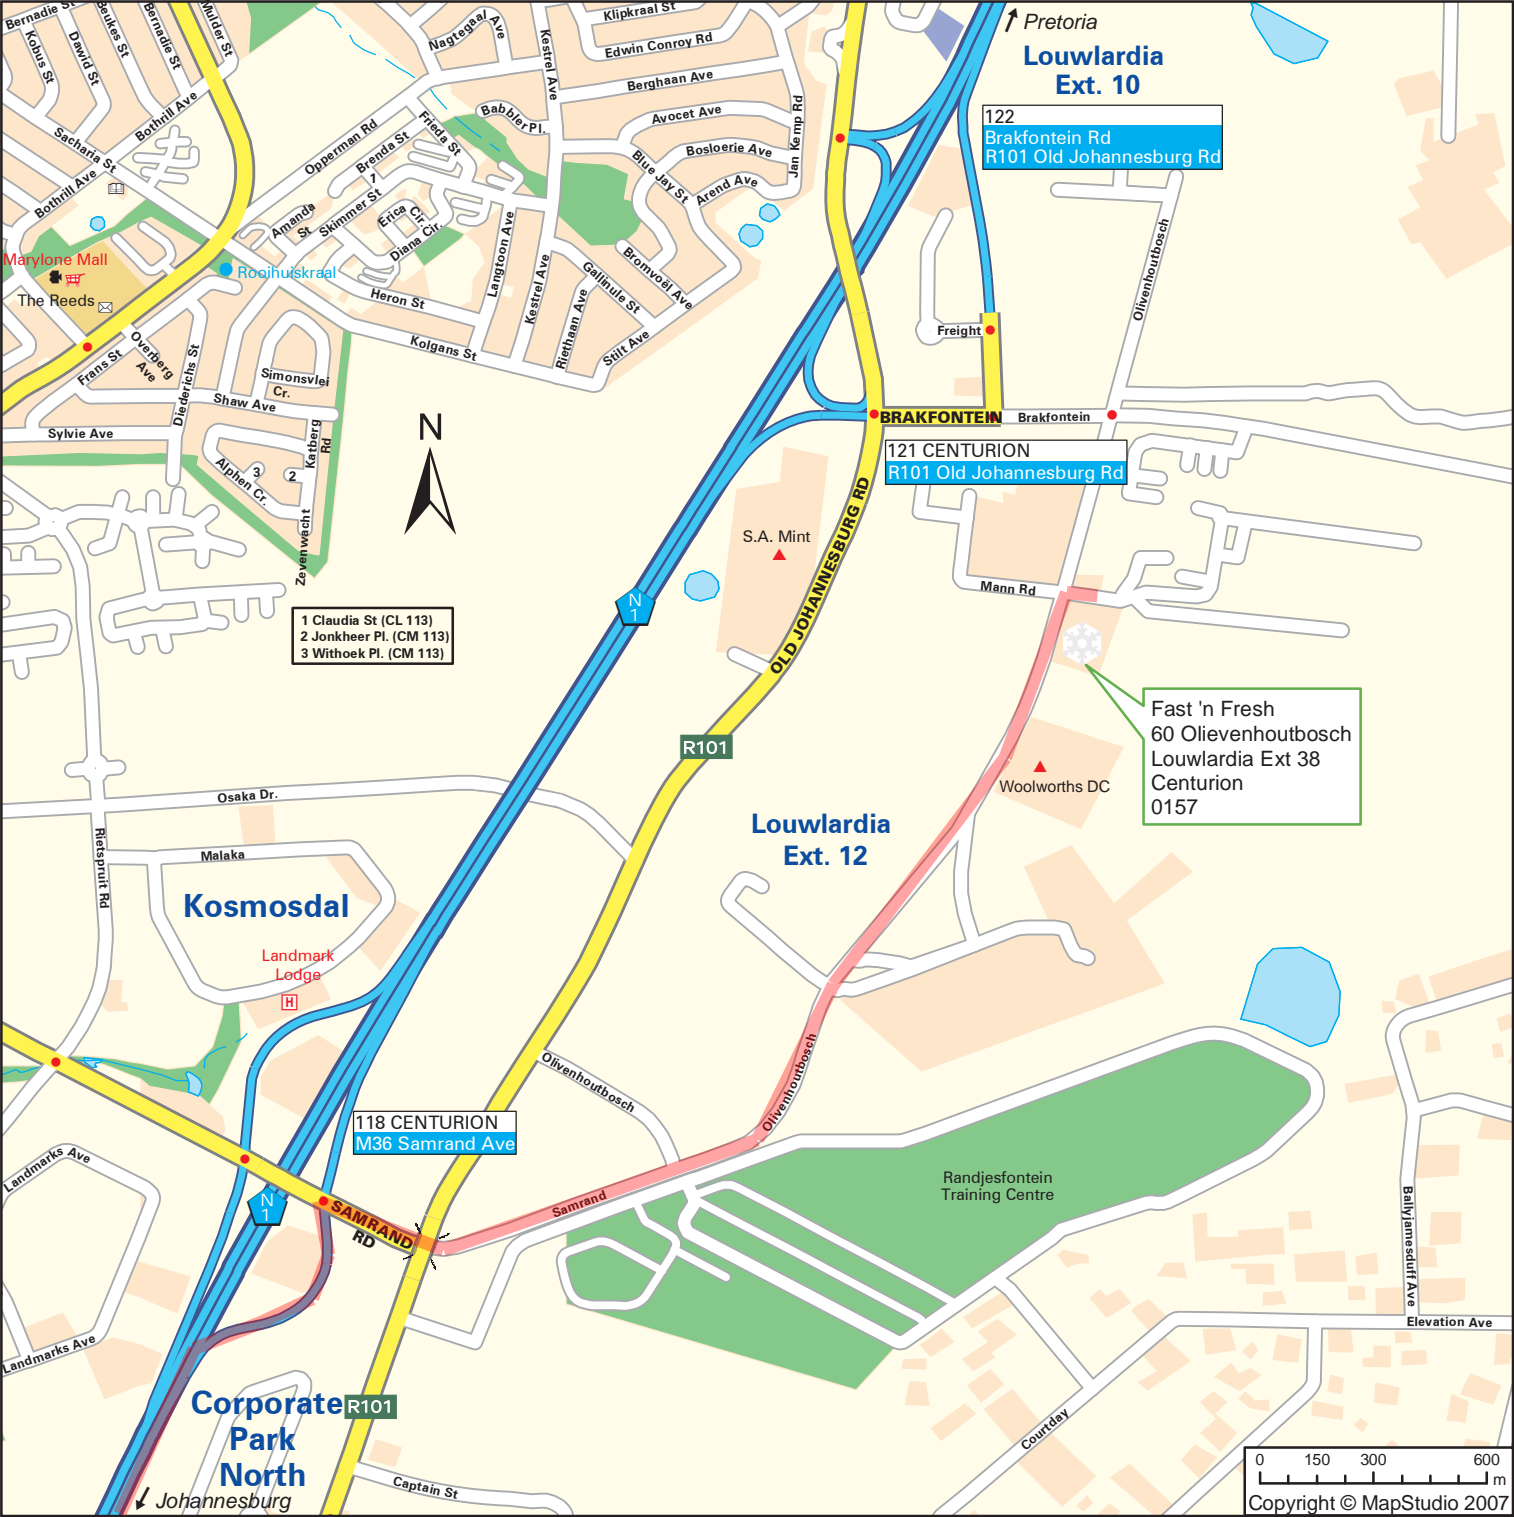 Bernadie St
Kobus St
Dawid St
Beukes St
Bernadie St
Mulder St
Bothrill Ave
Sacharia St
Bothrill Ave
Marylone Mall
The Reeds
Rooihuiskraal
Opperman Rd
Brenda St
Frieda St
1
Amanda
St
Skimmer St
Erica
Cir.
Diana Cir.
Nagtegaal
Ave
Kestrel Ave
Klipkraal St
Edwin Conroy Rd
Berghaan Ave
Babbler Pl.
Avocet Ave
Bosloerie Ave
Blue Jay St
Arend Ave
Jan Kemp Rd
Langtoon Ave
Kestrel Ave
Gallinule St
Bromvoël Ave
Riethaan Ave
Stilt Ave
Heron St
Kolgans St
Frans St
Overberg
Ave
Diederichs St
Simonsvlei
Cr.
Shaw Ave
Sylvie Ave
Katberg
Rd
Alphen Cr.
3
2
Zevenwacht
N
1 Claudia St (CL 113)
2 Jonkheer Pl. (CM 113)
3 Withoek Pl. (CM 113)
Pretoria
Louwlardia
Ext. 10
122
Brakfontein Rd
R101 Old Johannesburg Rd
Olivenhoutbosch
Freight
BRAKFONTEIN
Brakfontein
121 CENTURION
R101 Old Johannesburg Rd
S.A. Mint
OLD JOHANNESBURG RD
Mann Rd
N
1
R101
Fast 'n Fresh
60 Olievenhoutbosch
Louwlardia Ext 38
Centurion
0157
Woolworths DC
Louwlardia
Ext. 12
Osaka Dr.
Rietspruit Rd
Malaka
Kosmosdal
Landmark
Lodge
H
Olivenhoutbosch
Olivenhoutbosch
118 CENTURION
M36 Samrand Ave
N
1
SAMRAND
RD
Samrand
Randjesfontein
Training Centre
Landmarks Ave
Landmarks Ave
Ballyjamesduff Ave
Elevation Ave
Courtday
Corporate
Park
North
R101
Captain St
Johannesburg
0 150 300 600
m
Copyright © MapStudio 2007